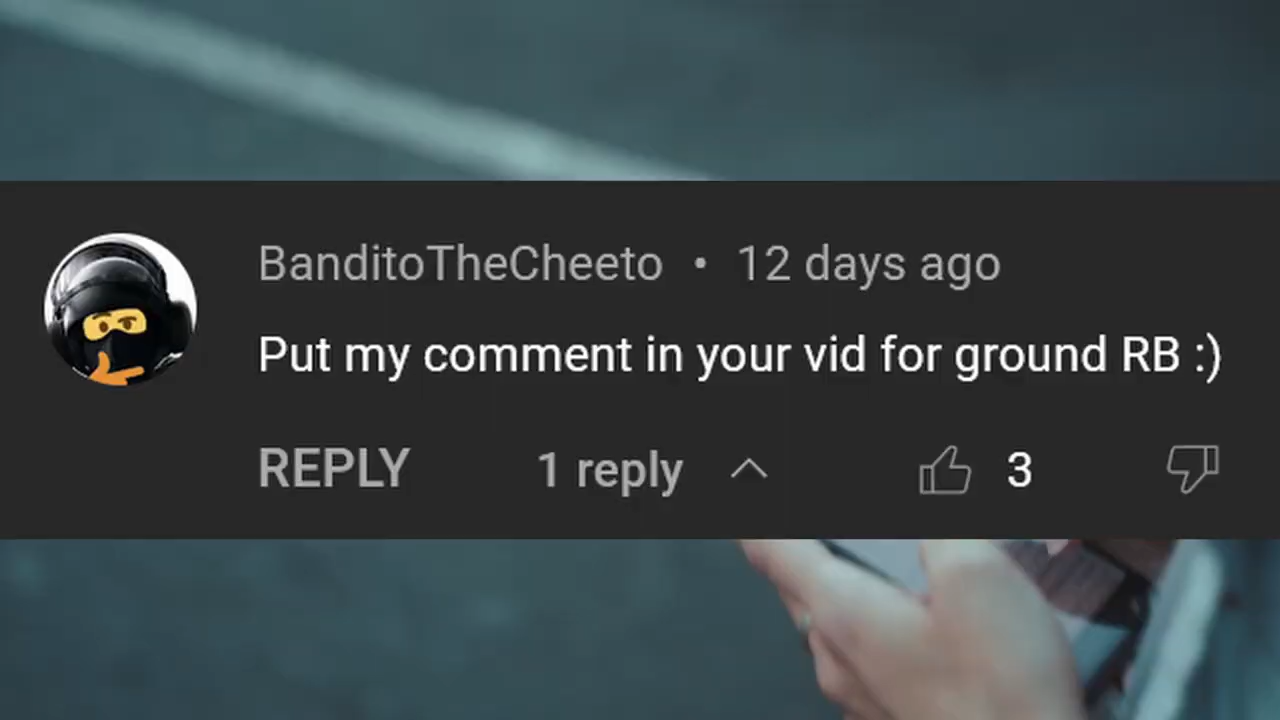 BanditoTheCheeto • 12 days ago
Put my comment in your vid for ground RB :)
REPLY 1 reply 3